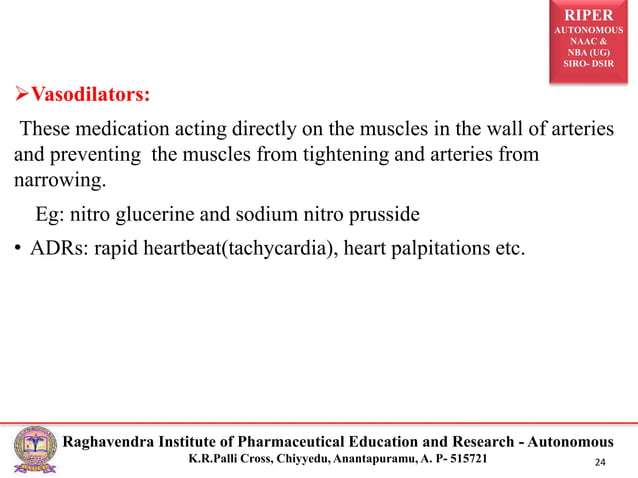 RIPER
AUTONOMOUS
NAAC &
NBA (UG)
SIRO- DSIR
➢Vasodilators:
These medication acting directly on the muscles in the wall of arteries
and preventing the muscles from tightening and arteries from
narrowing.
Eg: nitro glucerine and sodium nitro prusside
• ADRs: rapid heartbeat(tachycardia), heart palpitations etc.
Raghavendra Institute of Pharmaceutical Education and Research - Autonomous
K.R.Palli Cross, Chiyyedu, Anantapuramu, A. P- 515721
24